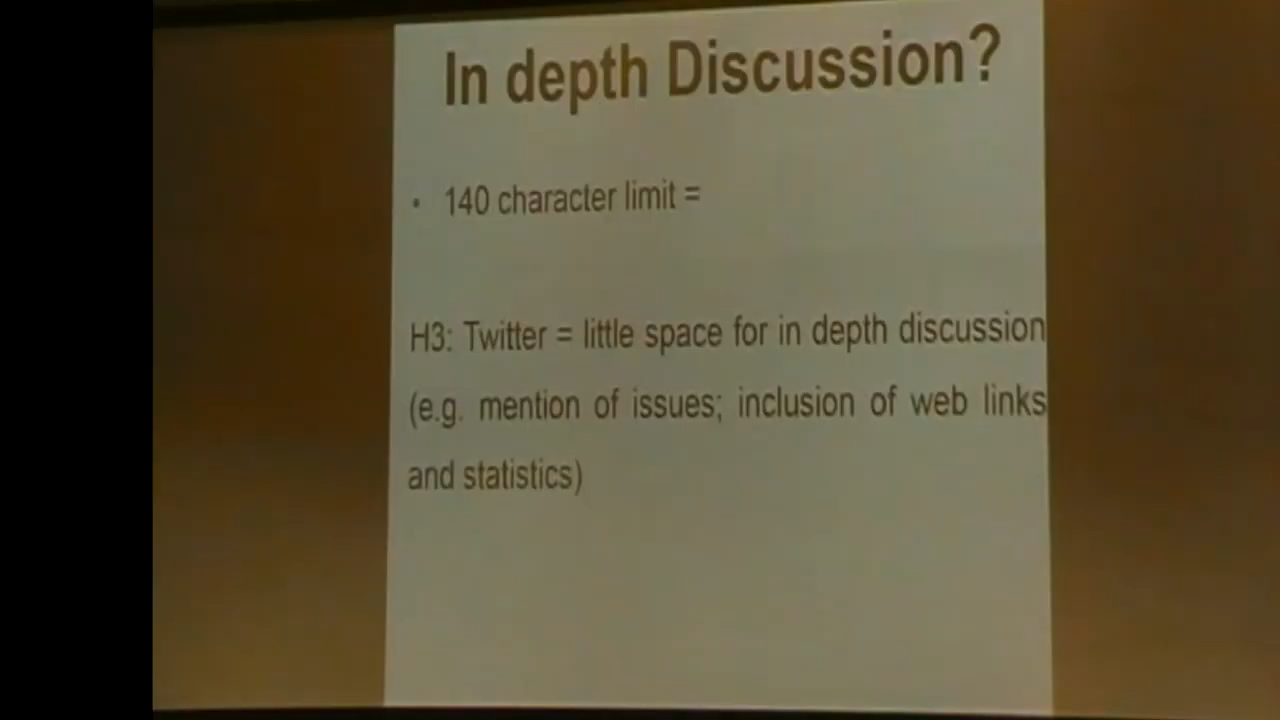 In depth Discussion?
• 140 character limit =
H3: Twitter = little space for in depth discussion
(e.g. mention of issues; inclusion of web links
and statistics)